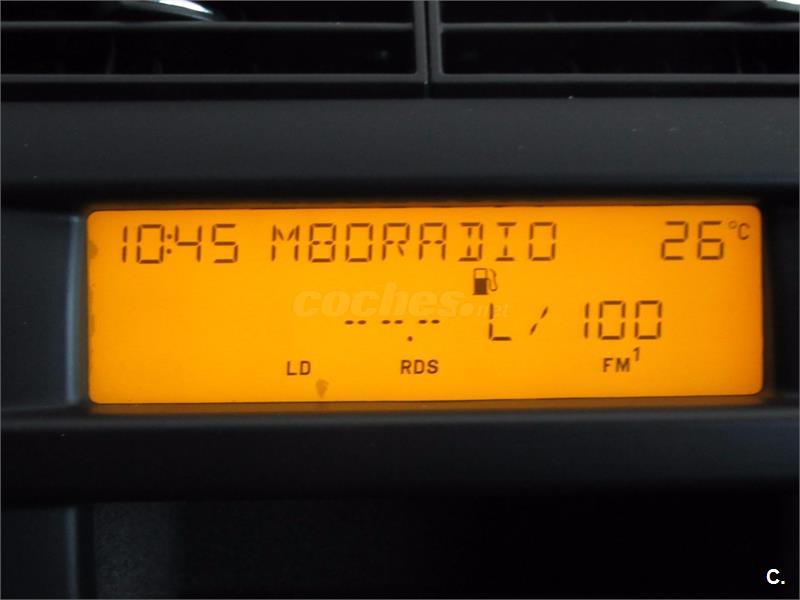 10:45 M80RADIO 26°C
coches.net
--.-- L/100
LD RDS FM1
C.